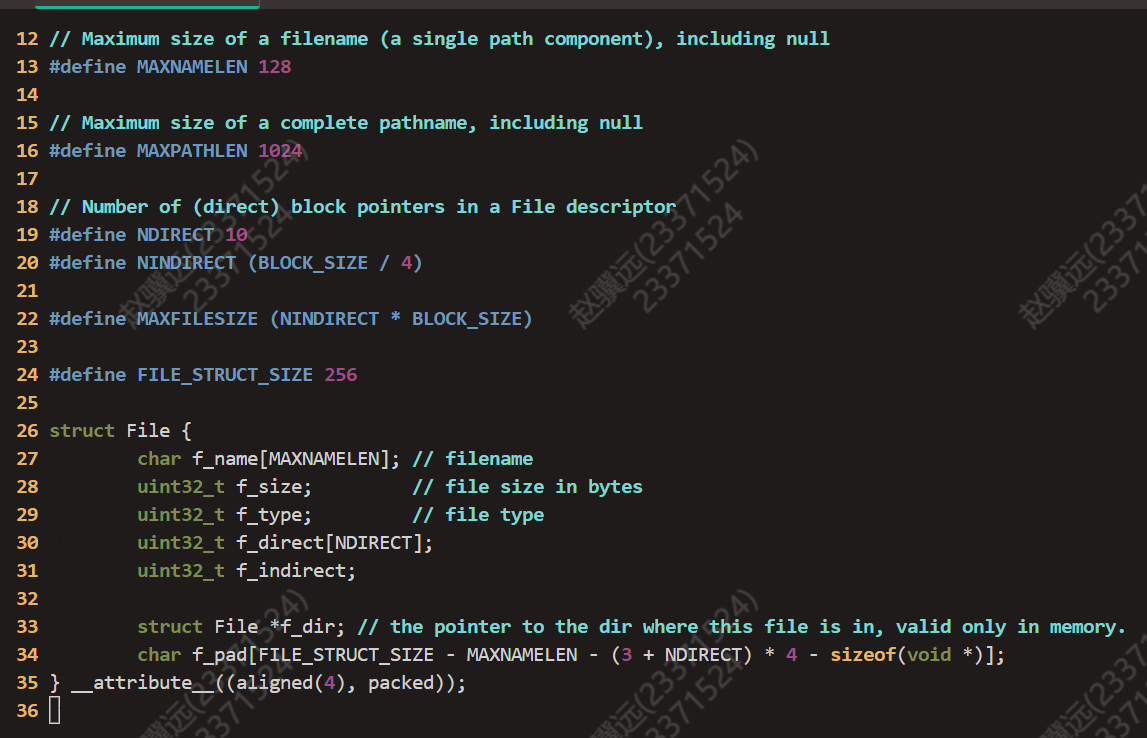 12 // Maximum size of a filename (a single path component), including null
13 #define MAXNAMELEN 128
14
15 // Maximum size of a complete pathname, including null
16 #define MAXPATHLEN 1024
17
18 // Number of (direct) block pointers in a File descriptor
19 #define NDIRECT 10
20 #define NINDIRECT (BLOCK_SIZE / 4)
21
22 #define MAXFILESIZE (NINDIRECT * BLOCK_SIZE)
23
24 #define FILE_STRUCT_SIZE 256
25
26 struct File {
27         char f_name[MAXNAMELEN]; // filename
28         uint32_t f_size;         // file size in bytes
29         uint32_t f_type;         // file type
30         uint32_t f_direct[NDIRECT];
31         uint32_t f_indirect;
32
33         struct File *f_dir; // the pointer to the dir where this file is in, valid only in memory.
34         char f_pad[FILE_STRUCT_SIZE - MAXNAMELEN - (3 + NDIRECT) * 4 - sizeof(void *)];
35 } __attribute__((aligned(4), packed));
36
赵骥远(23371524)
23371524
赵骥远(23371524)
23371524
赵骥远(23371524)
23371524
赵骥远(23371524)
23371524
赵骥远(23371524)
23371524